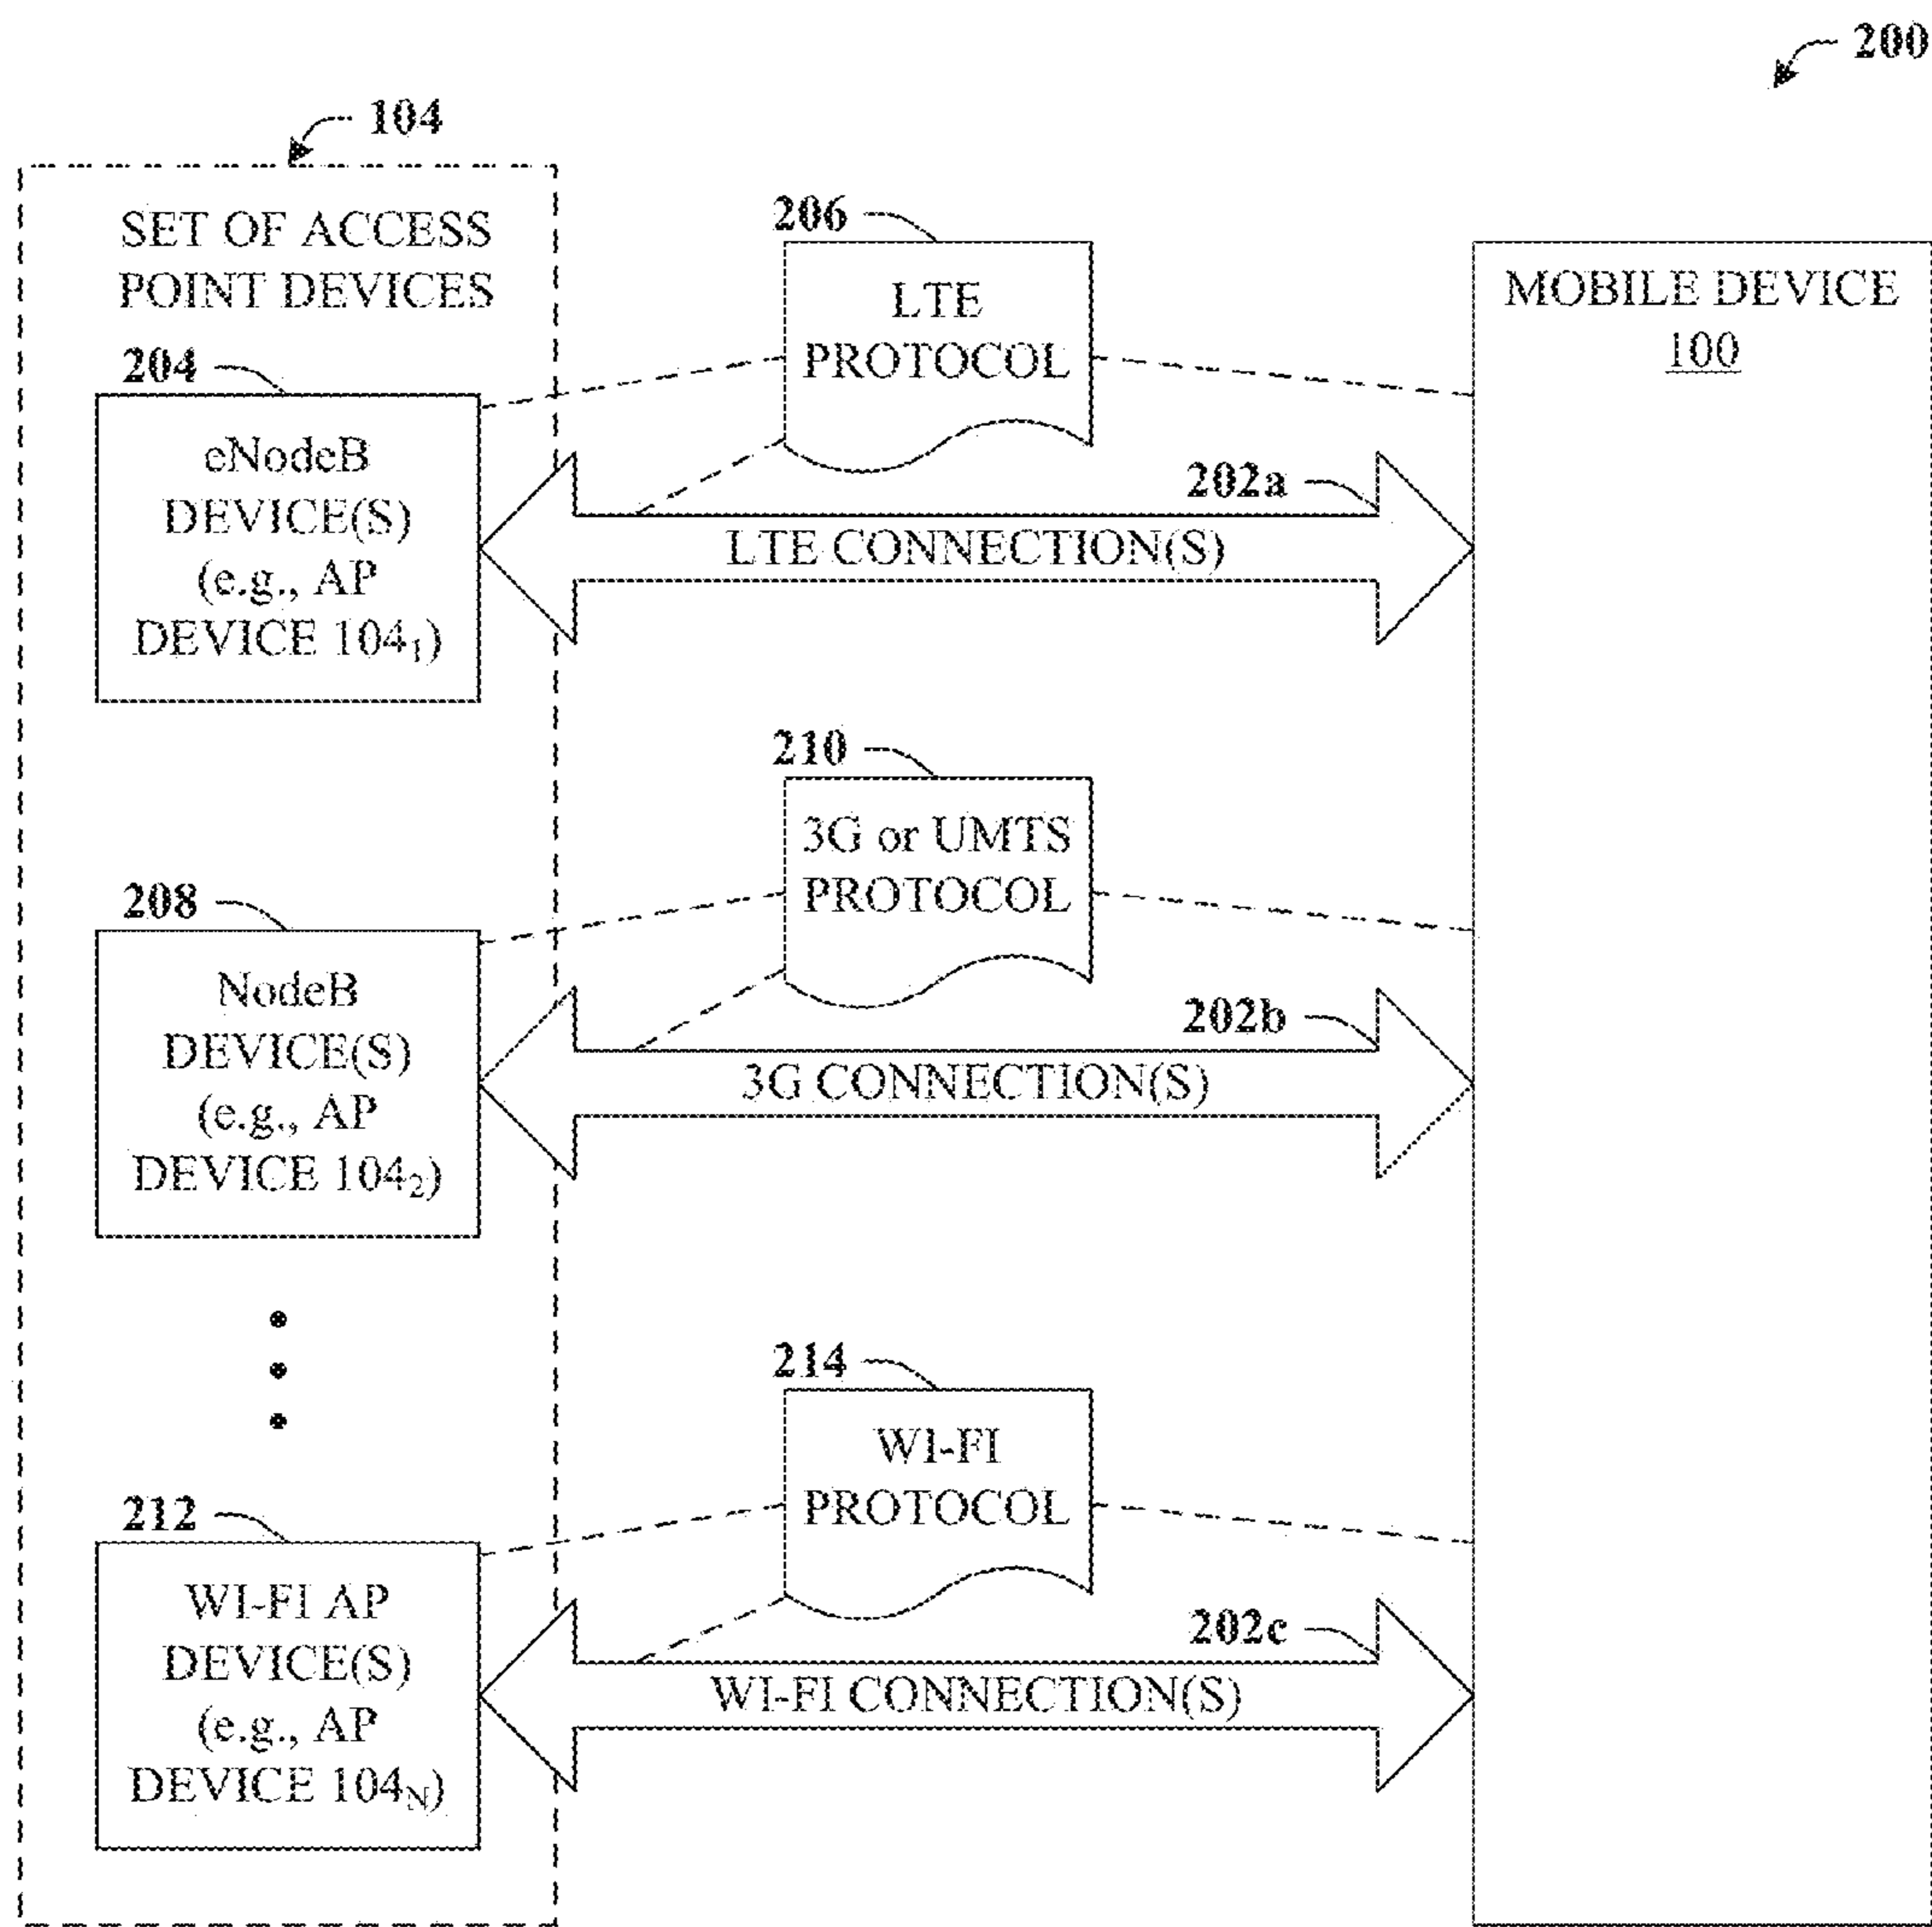 200
104
SET OF ACCESS
POINT DEVICES
206
LTE
PROTOCOL
MOBILE DEVICE
100
204
eNodeB
DEVICE(S)
(e.g., AP
DEVICE 104₁)
202a
LTE CONNECTION(S)
210
3G or UMTS
PROTOCOL
208
NodeB
DEVICE(S)
(e.g., AP
DEVICE 104₂)
202b
3G CONNECTION(S)
214
WI-FI
PROTOCOL
212
WI-FI AP
DEVICE(S)
(e.g., AP
DEVICE 104N)
202c
WI-FI CONNECTION(S)